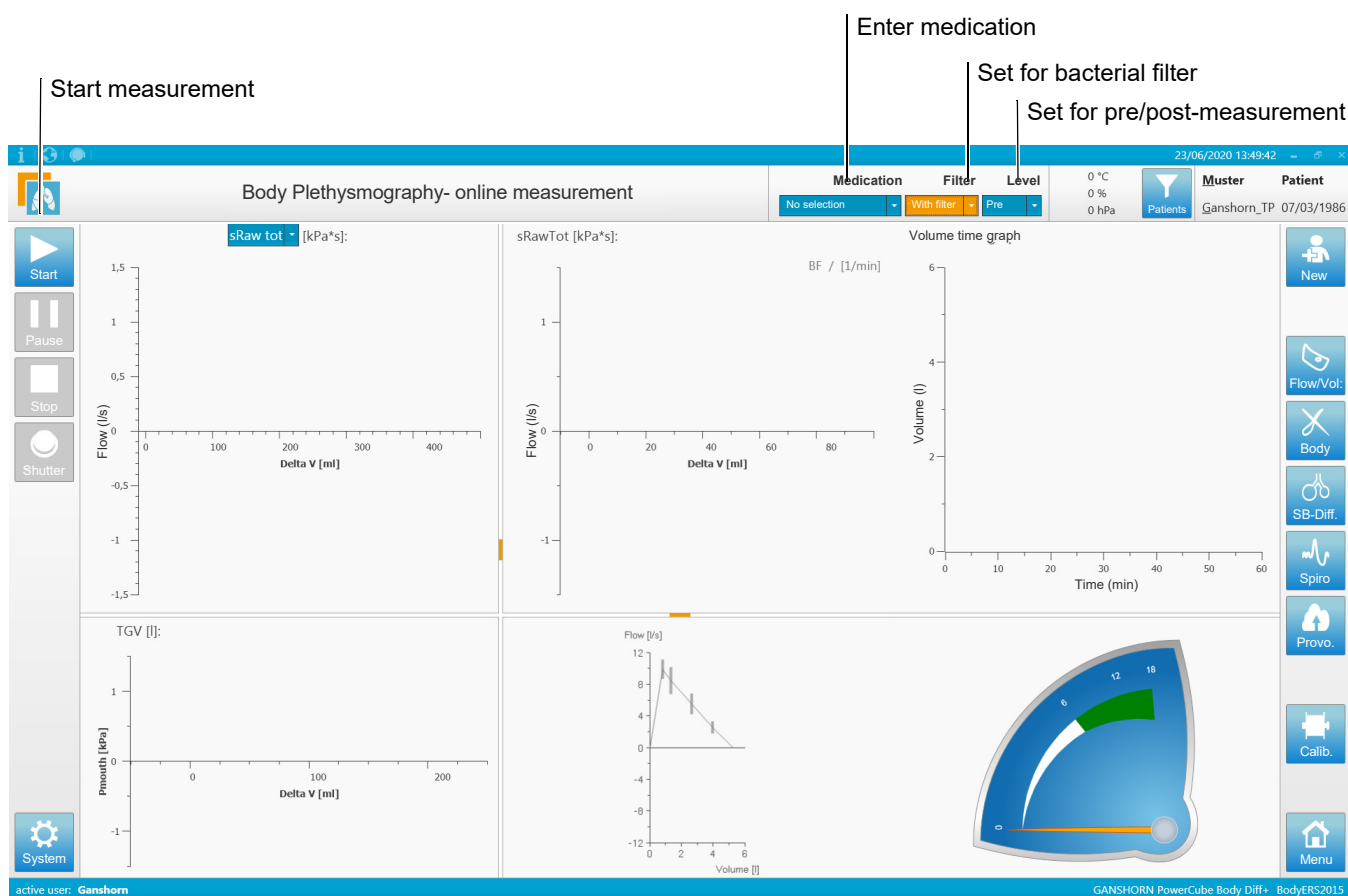 Enter medication
Set for bacterial filter
Start measurement
Set for pre/post-measurement
23/06/2020 13:49:42
Body Plethysmography- online measurement
Medication Filter Level
No selection With filter Pre
0 °C
0 %
0 hPa
Patients
Muster Patient
Ganshorn_TP 07/03/1986
Start
Pause
Stop
Shutter
System
sRaw tot [kPa*s]:
1,5
1
0,5
0
-0,5
-1
-1,5
Flow (l/s)
0 100 200 300 400
Delta V [ml]
sRawTot [kPa*s]:
BF / [1/min]
1
0
-1
Flow (l/s)
0 20 40 60 80
Delta V [ml]
Volume time graph
6
4
2
0
Volume (l)
0 10 20 30 40 50 60
Time (min)
TGV [l]:
1
0
-1
Pmouth [kPa]
0 100 200
Delta V [ml]
Flow [l/s]
12
8
4
0
-4
-8
-12
0 2 4 6
Volume [l]
0 6 12 18
New
Flow/Vol:
Body
SB-Diff.
Spiro
Provo.
Calib.
Menu
active user: Ganshorn
GANSHORN PowerCube Body Diff+ BodyERS2015